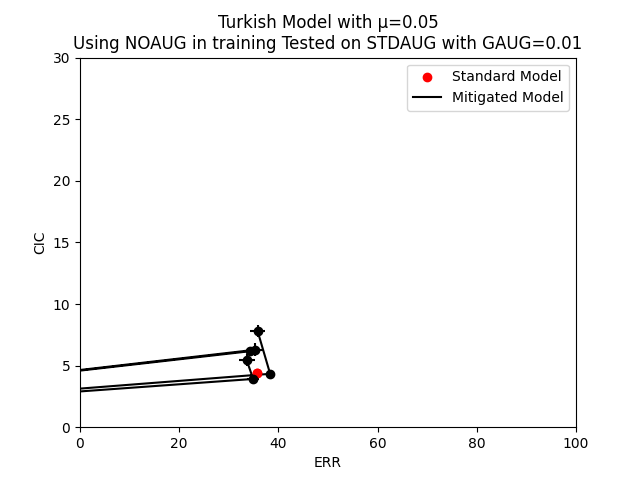 Turkish Model with μ=0.05
Using NOAUG in training Tested on STDAUG with GAUG=0.01
30
25
20
15
10
5
0
CIC
Standard Model
Mitigated Model
0 20 40 60 80 100
ERR